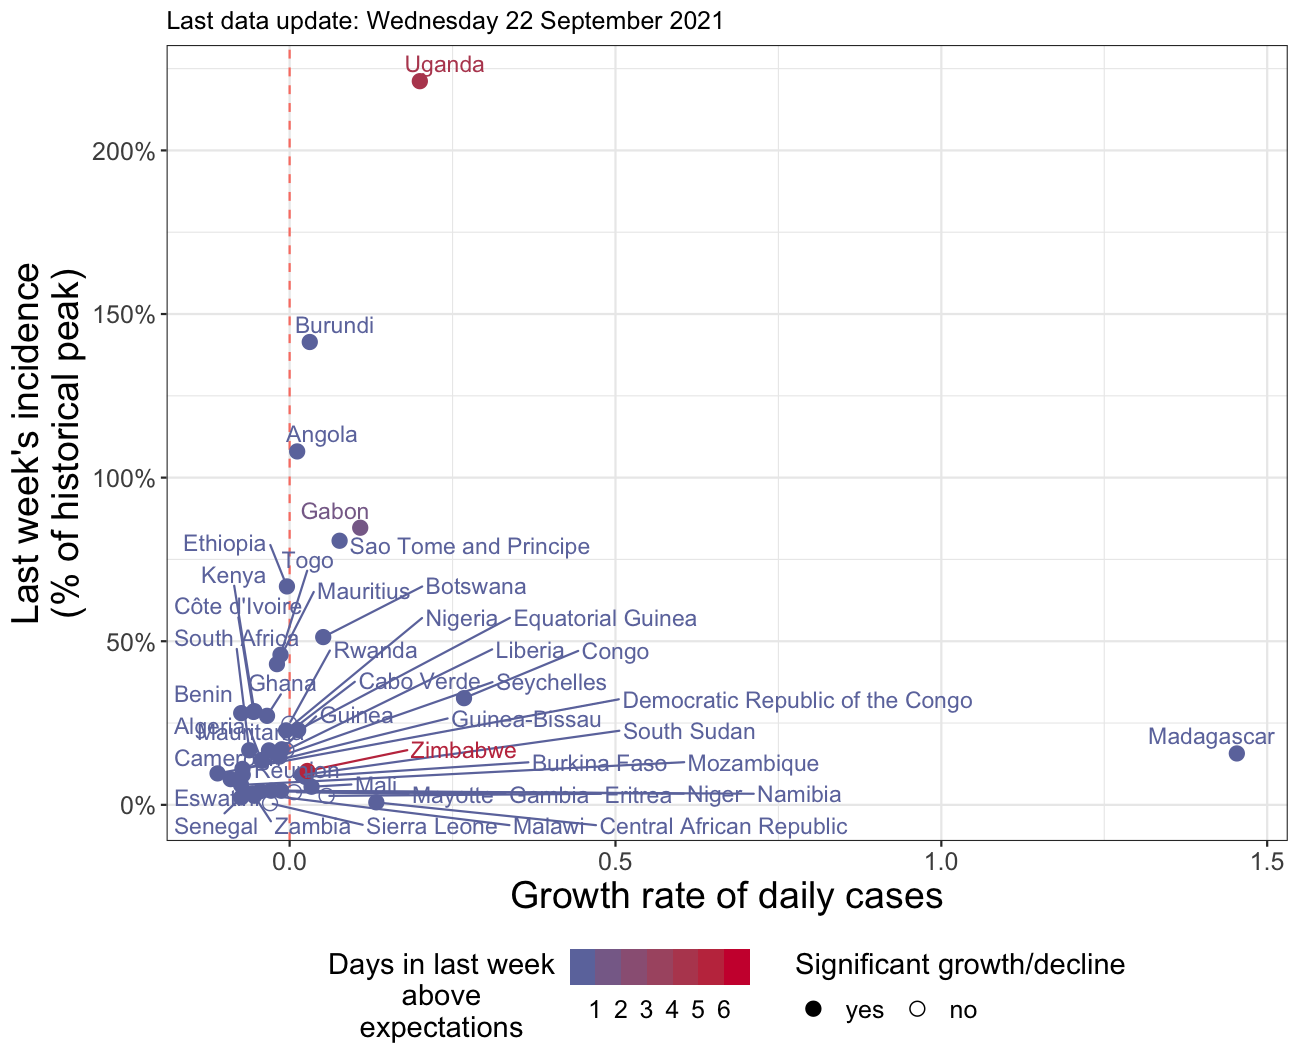 Last data update: Wednesday 22 September 2021
Uganda
200%
150%
Burundi
Angola
100%
Gabon
Ethiopia
Togo
Sao Tome and Principe
Kenya
Mauritius
Botswana
Côte d'Ivoire
Nigeria
Equatorial Guinea
50%
South Africa
Rwanda
Liberia
Congo
Ghana
Cabo Verde
Seychelles
Benin
Democratic Republic of the Congo
Guinea
Guinea-Bissau
Algeria
Mauritania
South Sudan
Madagascar
Zimbabwe
Réunion
Burkina Faso
Mozambique
Mali
0%
Mayotte
Gambia
Eritrea
Niger
Namibia
Senegal
Zambia
Sierra Leone
Malawi
Central African Republic
0.0
0.5
1.0
1.5
Last week's incidence
(% of historical peak)
Growth rate of daily cases
Days in last week
above
expectations
1 2 3 4 5 6
Significant growth/decline
yes
no